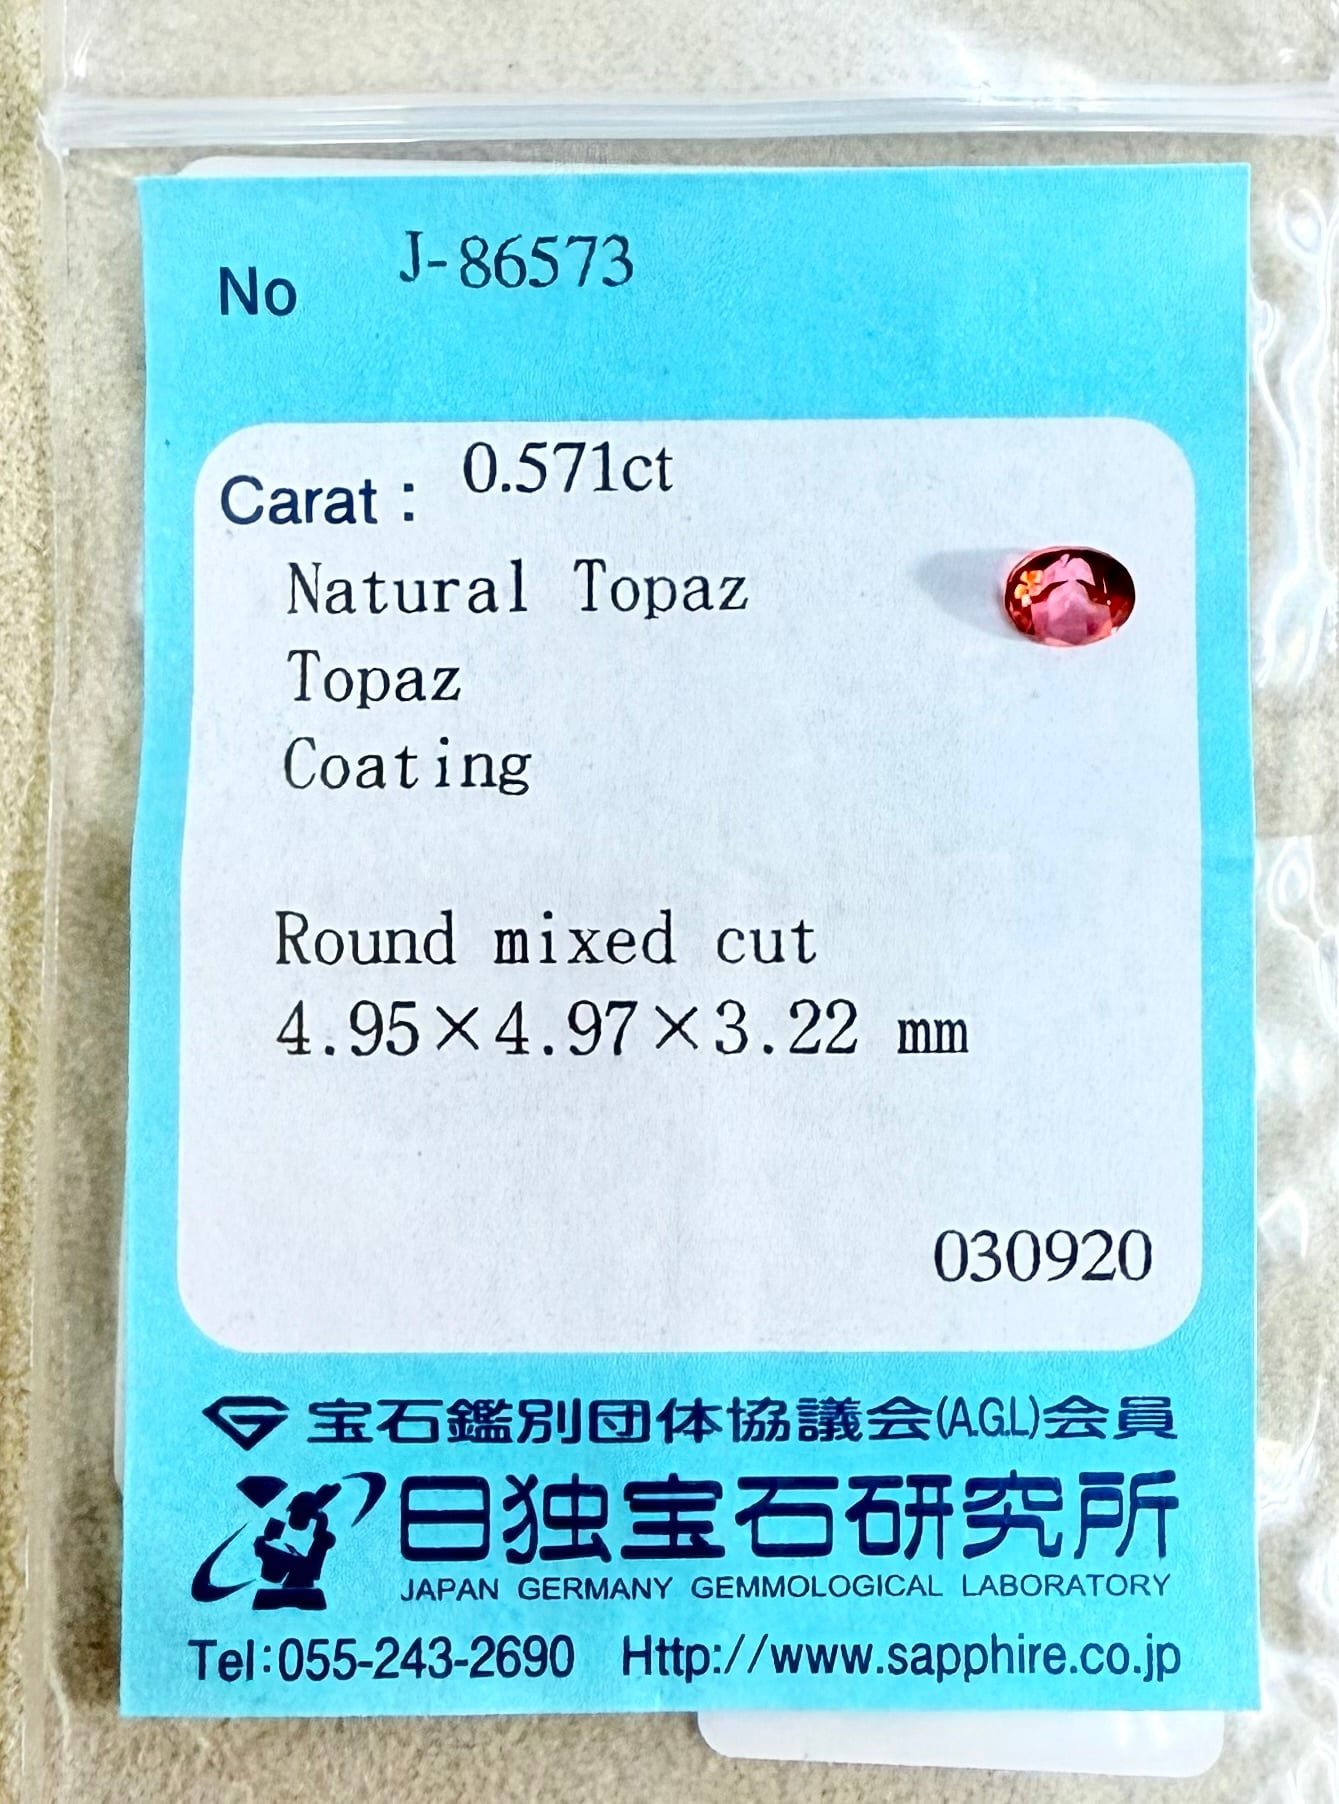 No J-86573
Carat : 0.571ct
Natural Topaz
Topaz
Coating
Round mixed cut
4.95×4.97×3.22 mm
030920
宝石鑑別団体協議会(A.G.L)会員
日独宝石研究所
JAPAN GERMANY GEMMOLOGICAL LABORATORY
Tel:055-243-2690 Http://www.sapphire.co.jp